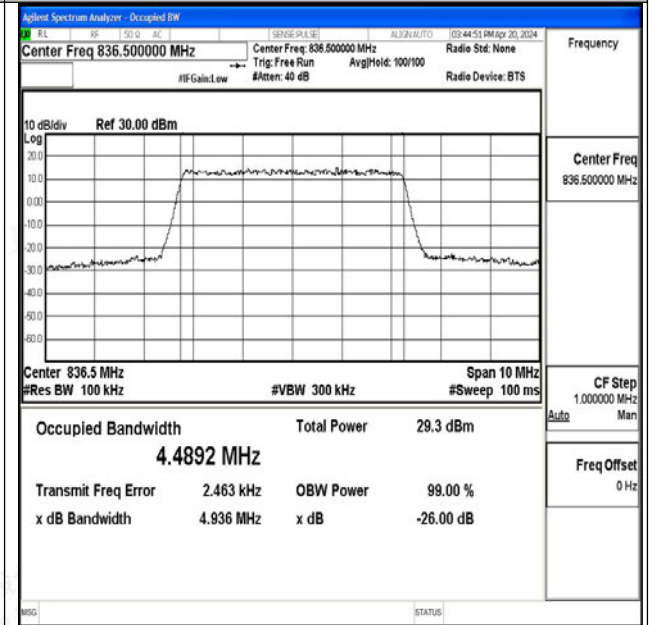 Agilent Spectrum Analyzer - Occupied BW
RL RF 50 Ω AC SENSE:PULSE ALIGN AUTO 03:44:51 PM Apr 20, 2024
Center Freq 836.500000 MHz
Center Freq: 836.500000 MHz
Radio Std: None
Trig: Free Run Avg|Hold: 100/100
#IFGain:Low #Atten: 40 dB Radio Device: BTS
Frequency
10 dB/div Ref 30.00 dBm
Log
20.0
10.0
0.00
-10.0
-20.0
-30.0
-40.0
-50.0
-60.0
Center 836.5 MHz Span 10 MHz
#Res BW 100 kHz #VBW 300 kHz #Sweep 100 ms
Center Freq
836.500000 MHz
CF Step
1.000000 MHz
Auto Man
Freq Offset
0 Hz
Occupied Bandwidth Total Power 29.3 dBm
4.4892 MHz
Transmit Freq Error 2.463 kHz OBW Power 99.00 %
x dB Bandwidth 4.936 MHz x dB -26.00 dB
MSG STATUS